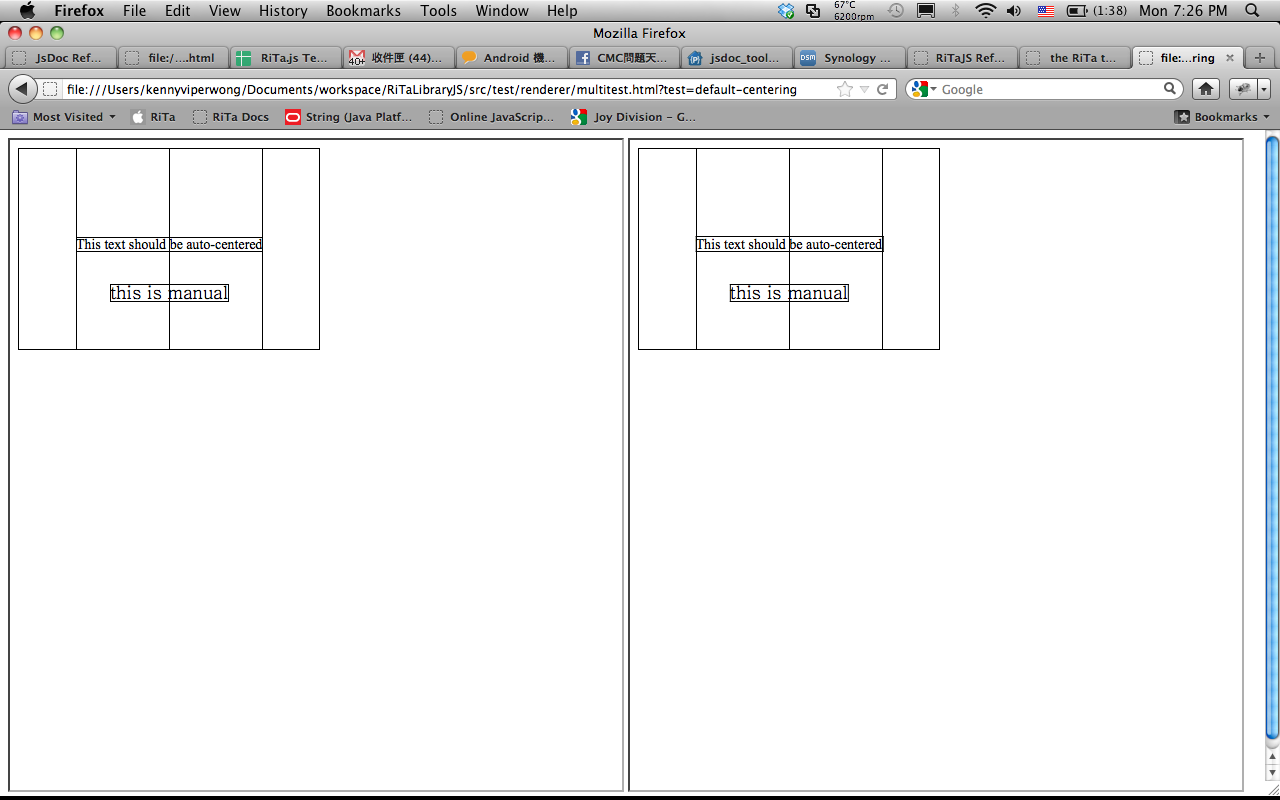 Firefox File Edit View History Bookmarks Tools Window Help 67°C 6200rpm (1:38) Mon 7:26 PM
Mozilla Firefox
JsDoc Ref... file:/....html RiTa.js Te... 40+ 收件匣 (44)... Android 機... CMC問題天... jsdoc_tool... DSM Synology ... RiTaJS Ref... the RiTa t... file:...ring
file:///Users/kennyviperwong/Documents/workspace/RiTaLibraryJS/src/test/renderer/multitest.html?test=default-centering Google
Most Visited RiTa RiTa Docs String (Java Platf... Online JavaScrip... Joy Division – G... Bookmarks
This text should be auto-centered
this is manual
This text should be auto-centered
this is manual